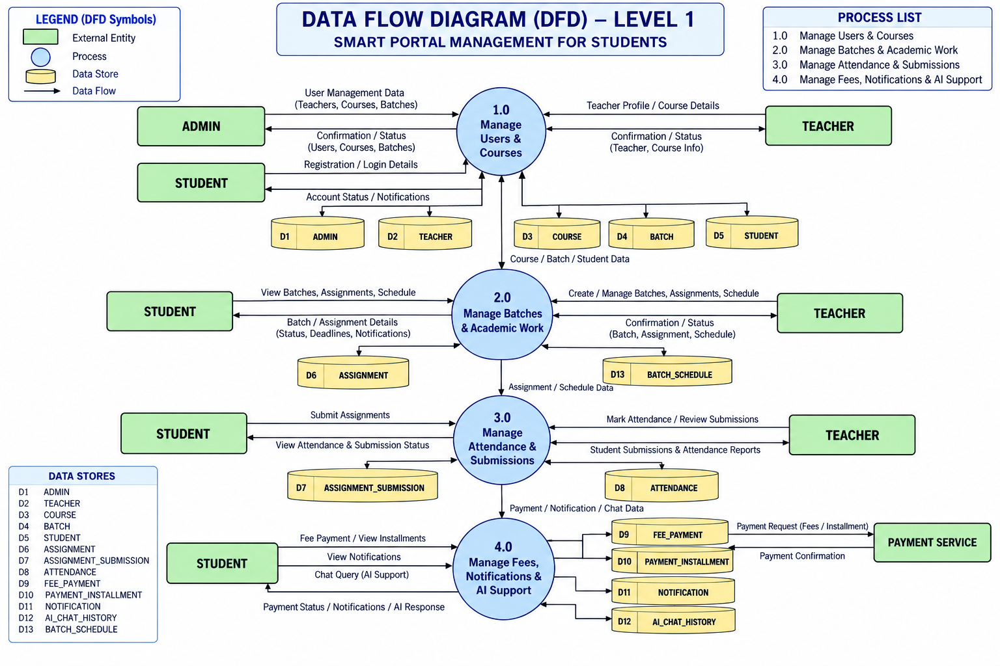 LEGEND (DFD Symbols)
External Entity
Process
Data Store
Data Flow
DATA FLOW DIAGRAM (DFD) – LEVEL 1
SMART PORTAL MANAGEMENT FOR STUDENTS
PROCESS LIST
1.0 Manage Users & Courses
2.0 Manage Batches & Academic Work
3.0 Manage Attendance & Submissions
4.0 Manage Fees, Notifications & AI Support
ADMIN
User Management Data
(Teachers, Courses, Batches)
Confirmation / Status
(Users, Courses, Batches)
1.0
Manage
Users &
Courses
Teacher Profile / Course Details
Confirmation / Status
(Teacher, Course Info)
TEACHER
STUDENT
Registration / Login Details
Account Status / Notifications
D1 ADMIN
D2 TEACHER
D3 COURSE
D4 BATCH
D5 STUDENT
Course / Batch / Student Data
STUDENT
View Batches, Assignments, Schedule
Batch / Assignment Details
(Status, Deadlines, Notifications)
2.0
Manage Batches
& Academic Work
Create / Manage Batches, Assignments, Schedule
Confirmation / Status
(Batch, Assignment, Schedule)
TEACHER
D6 ASSIGNMENT
D13 BATCH_SCHEDULE
Assignment / Schedule Data
STUDENT
Submit Assignments
View Attendance & Submission Status
3.0
Manage
Attendance &
Submissions
Mark Attendance / Review Submissions
Student Submissions & Attendance Reports
TEACHER
D7 ASSIGNMENT_SUBMISSION
D8 ATTENDANCE
Payment / Notification / Chat Data
DATA STORES
D1 ADMIN
D2 TEACHER
D3 COURSE
D4 BATCH
D5 STUDENT
D6 ASSIGNMENT
D7 ASSIGNMENT_SUBMISSION
D8 ATTENDANCE
D9 FEE_PAYMENT
D10 PAYMENT_INSTALLMENT
D11 NOTIFICATION
D12 AI_CHAT_HISTORY
D13 BATCH_SCHEDULE
STUDENT
Fee Payment / View Installments
View Notifications
Chat Query (AI Support)
Payment Status / Notifications / AI Response
4.0
Manage Fees,
Notifications &
AI Support
D9 FEE_PAYMENT
D10 PAYMENT_INSTALLMENT
D11 NOTIFICATION
D12 AI_CHAT_HISTORY
Payment Request (Fees / Installment)
Payment Confirmation
PAYMENT SERVICE